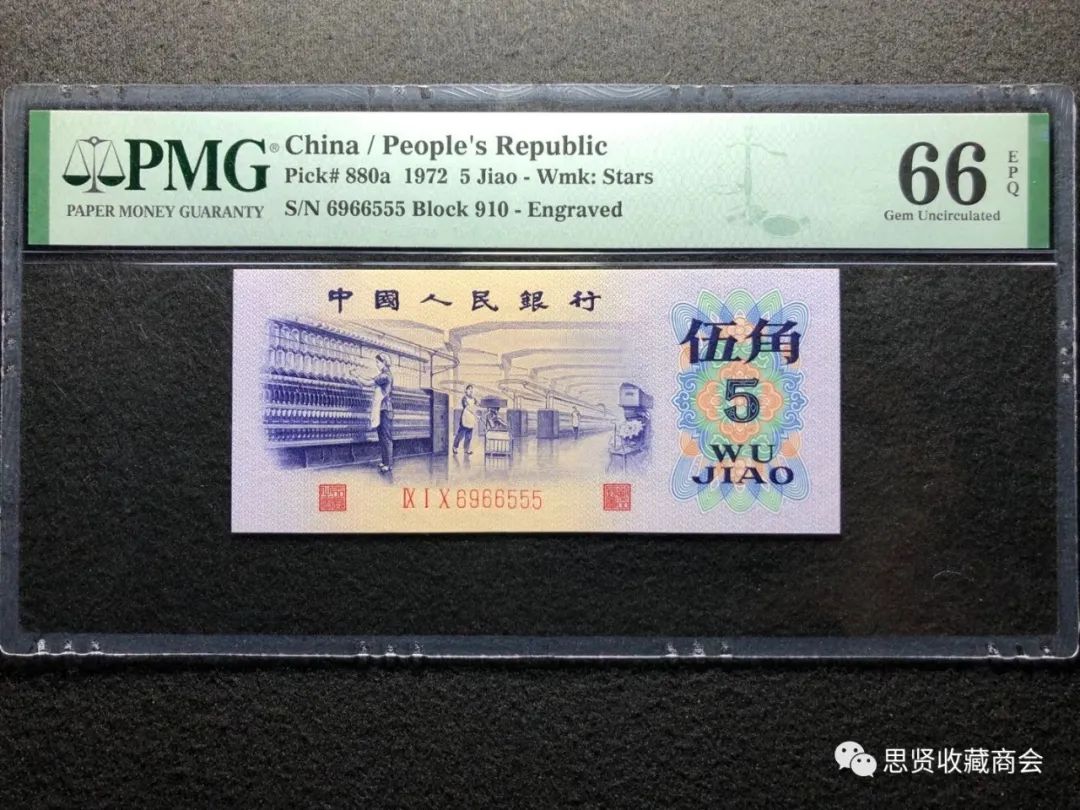 PMG®
PAPER MONEY GUARANTY
China / People's Republic
Pick# 880a 1972 5 Jiao - Wmk: Stars
S/N 6966555 Block 910 - Engraved
66
EPQ
Gem Uncirculated
中國人民銀行
伍角
5
WU
JIAO
Ⅸ Ⅰ Ⅹ 6966555
思贤收藏商会